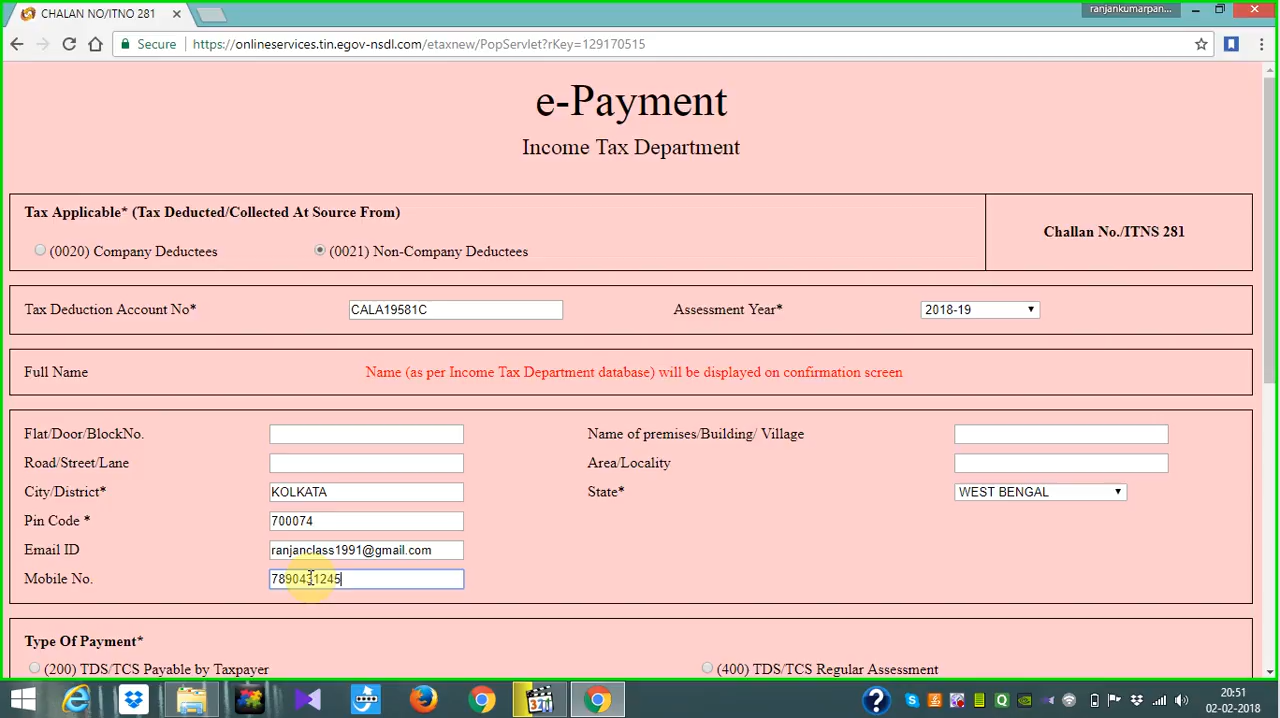 CHALAN NO/ITNO 281
ranjankumarpan...
Secure https://onlineservices.tin.egov-nsdl.com/etaxnew/PopServlet?rKey=129170515
e-Payment
Income Tax Department
Tax Applicable* (Tax Deducted/Collected At Source From)
(0020) Company Deductees (0021) Non-Company Deductees
Challan No./ITNS 281
Tax Deduction Account No* CALA19581C Assessment Year* 2018-19
Full Name Name (as per Income Tax Department database) will be displayed on confirmation screen
Flat/Door/BlockNo. Name of premises/Building/ Village
Road/Street/Lane Area/Locality
City/District* KOLKATA State* WEST BENGAL
Pin Code * 700074
Email ID ranjanclass1991@gmail.com
Mobile No. 7890431245
Type Of Payment*
(200) TDS/TCS Payable by Taxpayer (400) TDS/TCS Regular Assessment
20:51
02-02-2018